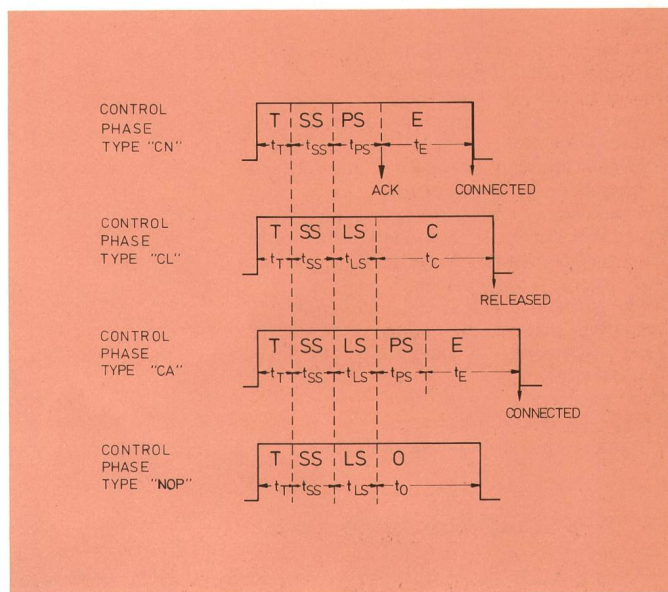 CONTROL
PHASE
TYPE "CN"
T SS PS E
tT tSS tPS tE
ACK CONNECTED
CONTROL
PHASE
TYPE "CL"
T SS LS C
tT tSS tLS tC
RELEASED
CONTROL
PHASE
TYPE "CA"
T SS LS PS E
tT tSS tLS tPS tE
CONNECTED
CONTROL
PHASE
TYPE "NOP"
T SS LS O
tT tSS tLS tO